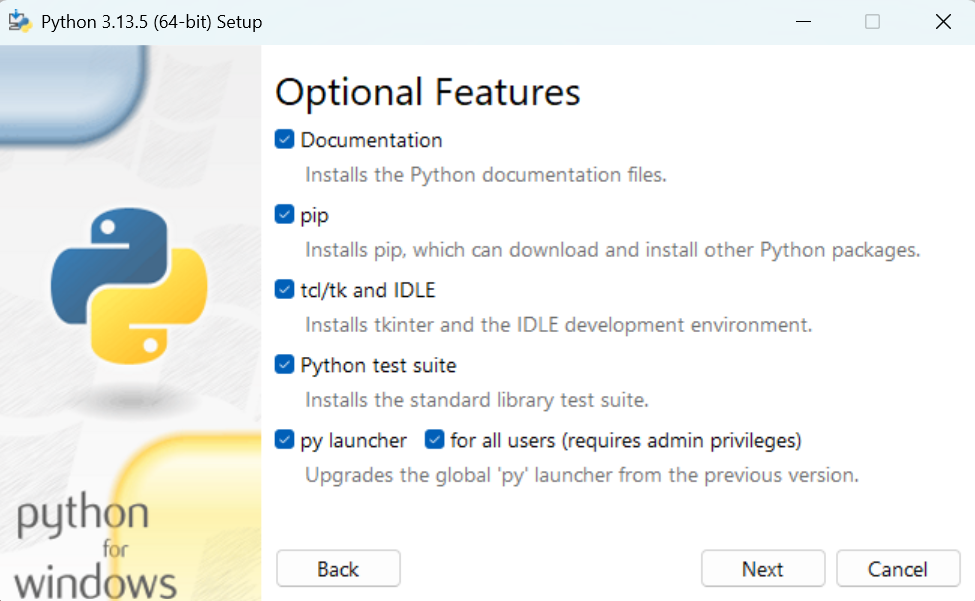 Python 3.13.5 (64-bit) Setup
Optional Features
Documentation
Installs the Python documentation files.
pip
Installs pip, which can download and install other Python packages.
tcl/tk and IDLE
Installs tkinter and the IDLE development environment.
Python test suite
Installs the standard library test suite.
py launcher for all users (requires admin privileges)
Upgrades the global 'py' launcher from the previous version.
python
for
windows
Back Next Cancel